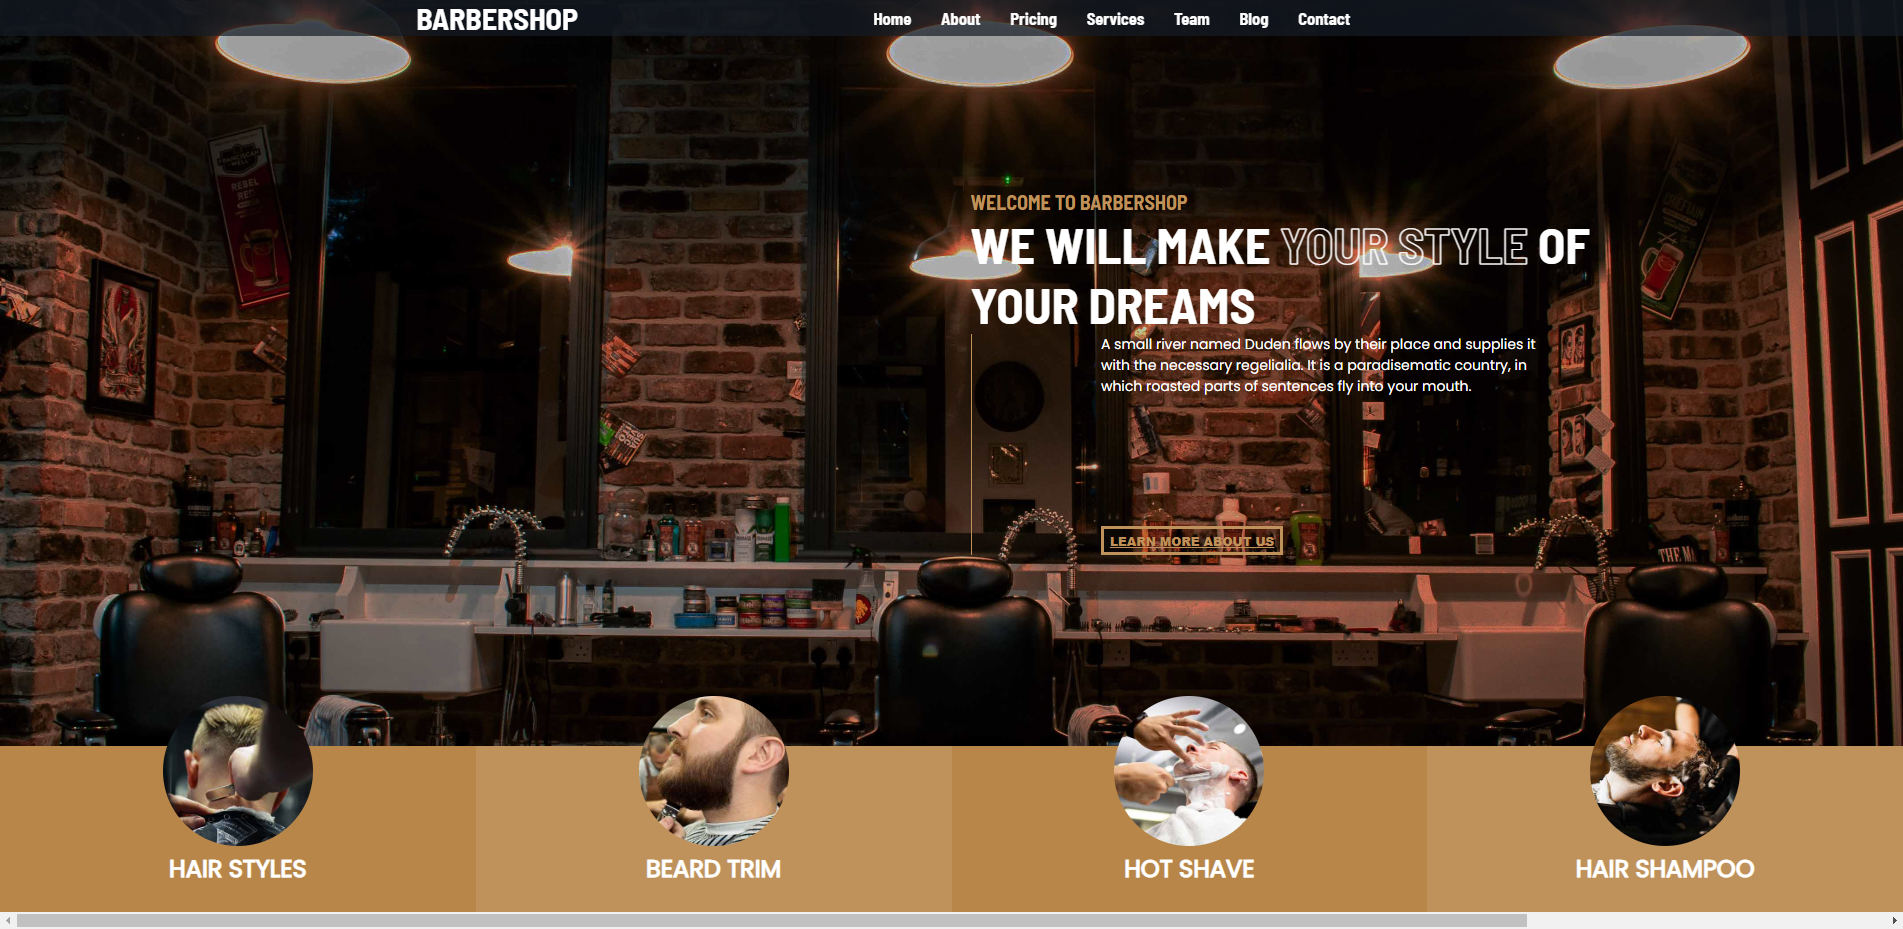 BARBERSHOP
Home About Pricing Services Team Blog Contact
REBEL
RED
WELCOME TO BARBERSHOP
WE WILL MAKE YOUR STYLE OF
YOUR DREAMS
A small river named Duden flows by their place and supplies it
with the necessary regelialia. It is a paradisematic country, in
which roasted parts of sentences fly into your mouth.
LEARN MORE ABOUT US
HAIR STYLES
BEARD TRIM
HOT SHAVE
HAIR SHAMPOO